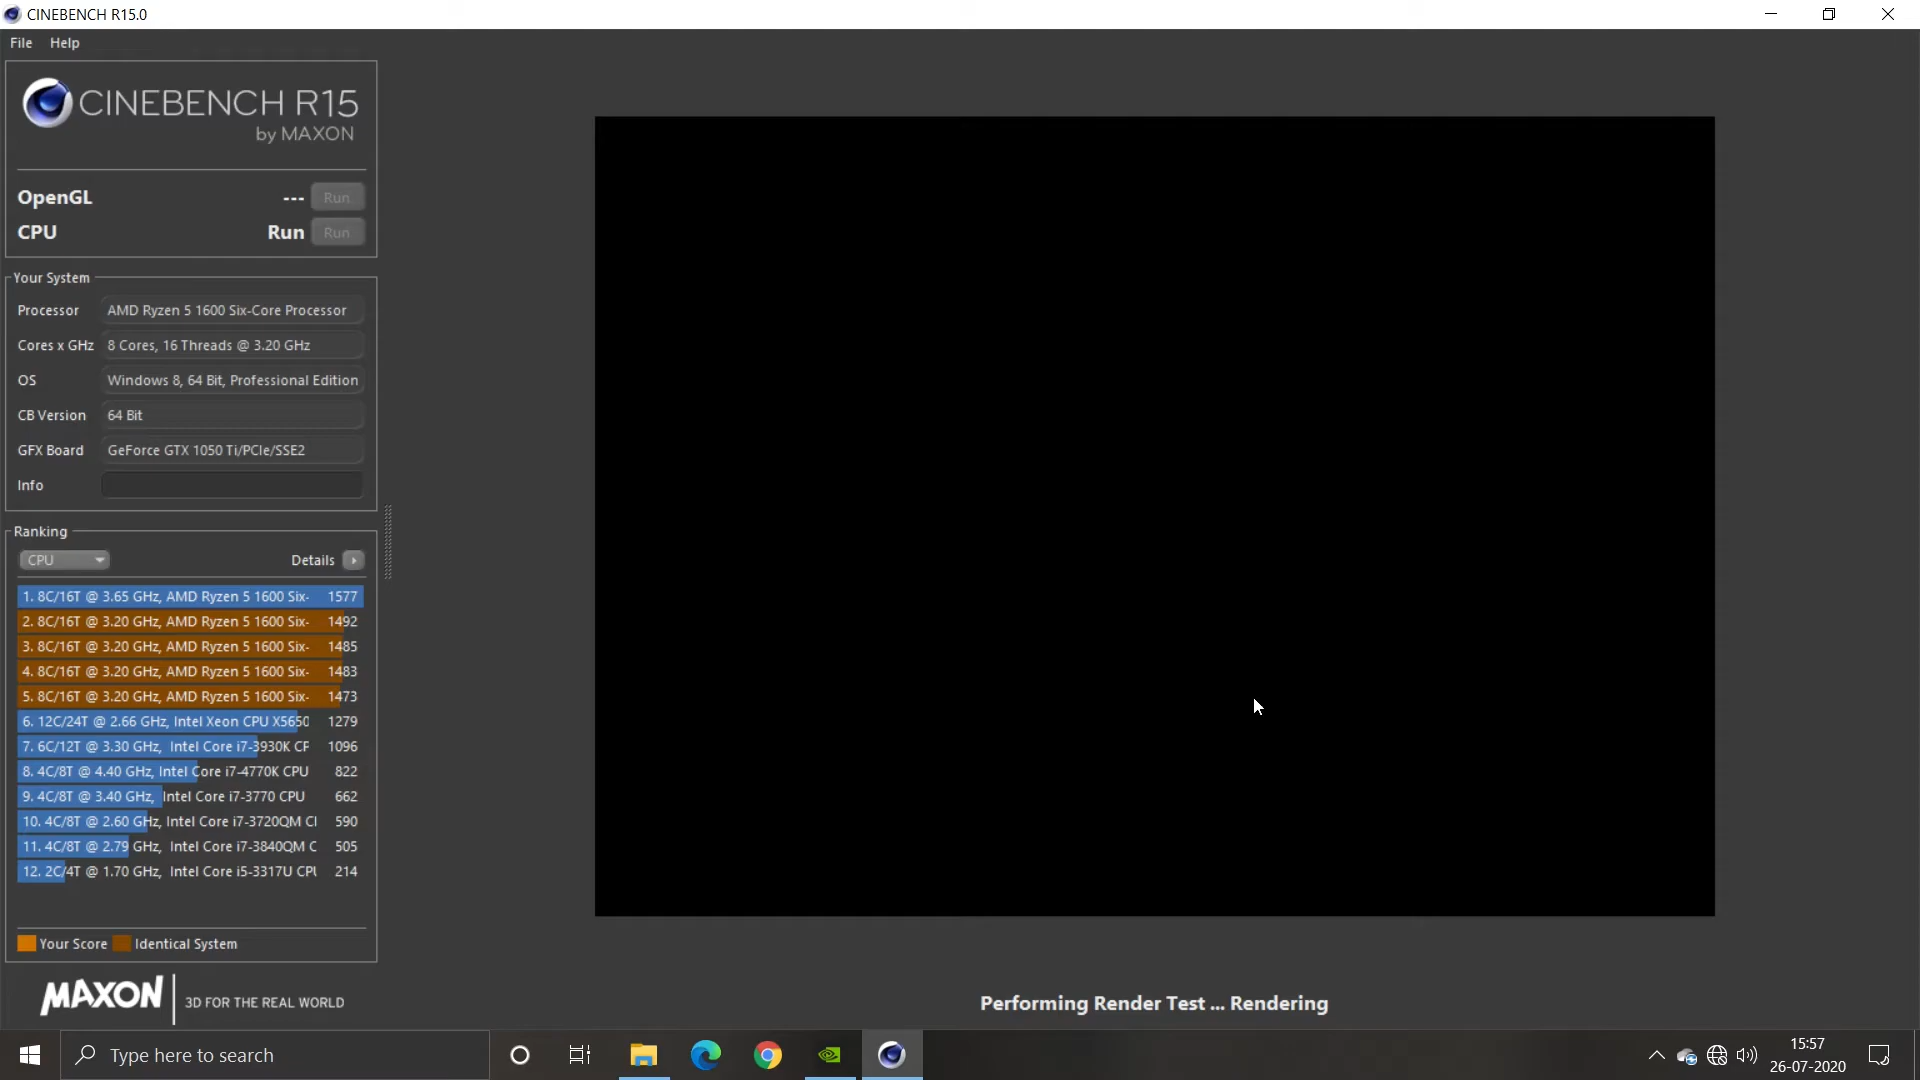 CINEBENCH R15.0
File Help
CINEBENCH R15
by MAXON
OpenGL --- Run
CPU Run Run
Your System
Processor AMD Ryzen 5 1600 Six-Core Processor
Cores x GHz 8 Cores, 16 Threads @ 3.20 GHz
OS Windows 8, 64 Bit, Professional Edition
CB Version 64 Bit
GFX Board GeForce GTX 1050 Ti/PCIe/SSE2
Info
Ranking
CPU Details
1. 8C/16T @ 3.65 GHz, AMD Ryzen 5 1600 Six- 1577
2. 8C/16T @ 3.20 GHz, AMD Ryzen 5 1600 Six- 1492
3. 8C/16T @ 3.20 GHz, AMD Ryzen 5 1600 Six- 1485
4. 8C/16T @ 3.20 GHz, AMD Ryzen 5 1600 Six- 1483
5. 8C/16T @ 3.20 GHz, AMD Ryzen 5 1600 Six- 1473
6. 12C/24T @ 2.66 GHz, Intel Xeon CPU X5650 1279
7. 6C/12T @ 3.30 GHz, Intel Core i7-3930K CP 1096
8. 4C/8T @ 4.40 GHz, Intel Core i7-4770K CPU 822
9. 4C/8T @ 3.40 GHz, Intel Core i7-3770 CPU 662
10. 4C/8T @ 2.60 GHz, Intel Core i7-3720QM CI 590
11. 4C/8T @ 2.79 GHz, Intel Core i7-3840QM C 505
12. 2C/4T @ 1.70 GHz, Intel Core i5-3317U CPU 214
Your Score Identical System
MAXON 3D FOR THE REAL WORLD
Performing Render Test ... Rendering
Type here to search
15:57
26-07-2020